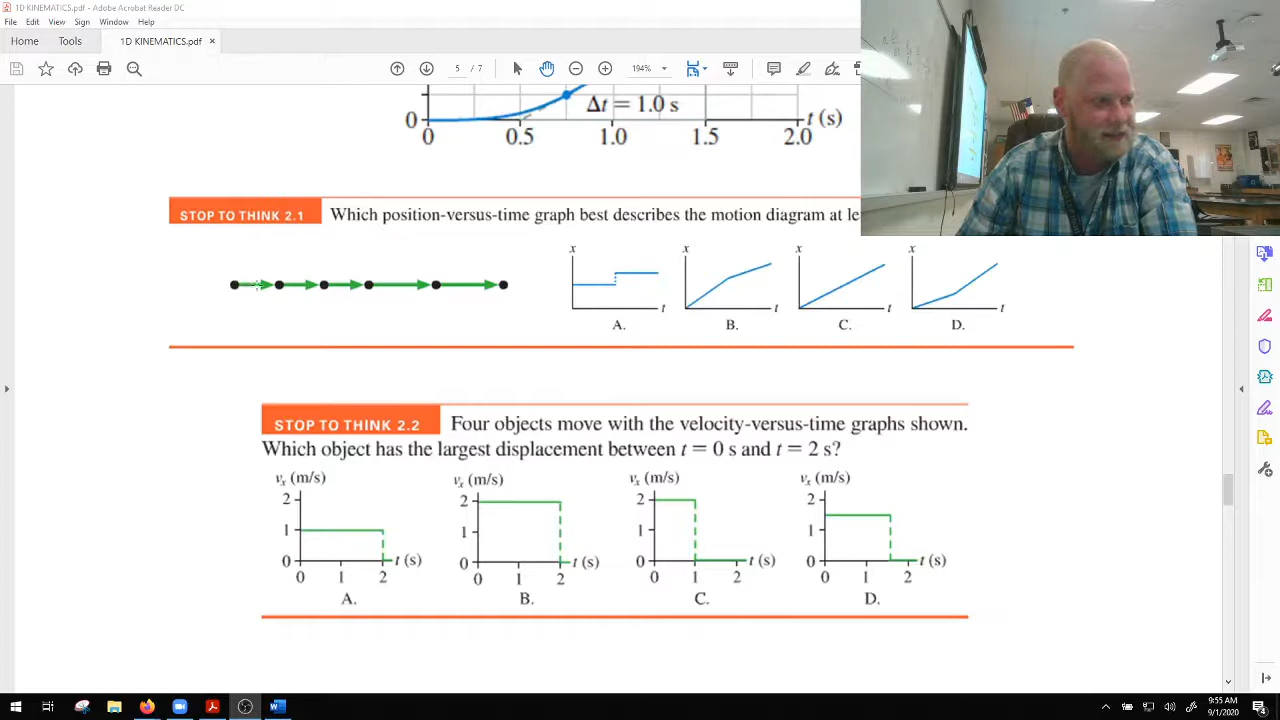 1D KINEMATICS.pdf - Adobe Acrobat Reader DC
File Edit View Sign Window Help
Home Tools 1D KINEMATICS.pdf ×
5 / 7 194%
0
Δt = 1.0 s
t (s)
0 0.5 1.0 1.5 2.0
STOP TO THINK 2.1 Which position-versus-time graph best describes the motion diagram at le
x x x x
t t t t
A. B. C. D.
STOP TO THINK 2.2 Four objects move with the velocity-versus-time graphs shown.
Which object has the largest displacement between t = 0 s and t = 2 s?
vx (m/s) vx (m/s) vx (m/s) vx (m/s)
2 2 2 2
1 1 1 1
0 t (s) 0 t (s) 0 t (s) 0 t (s)
0 1 2 0 1 2 0 1 2 0 1 2
A. B. C. D.
9:55 AM
9/1/2020